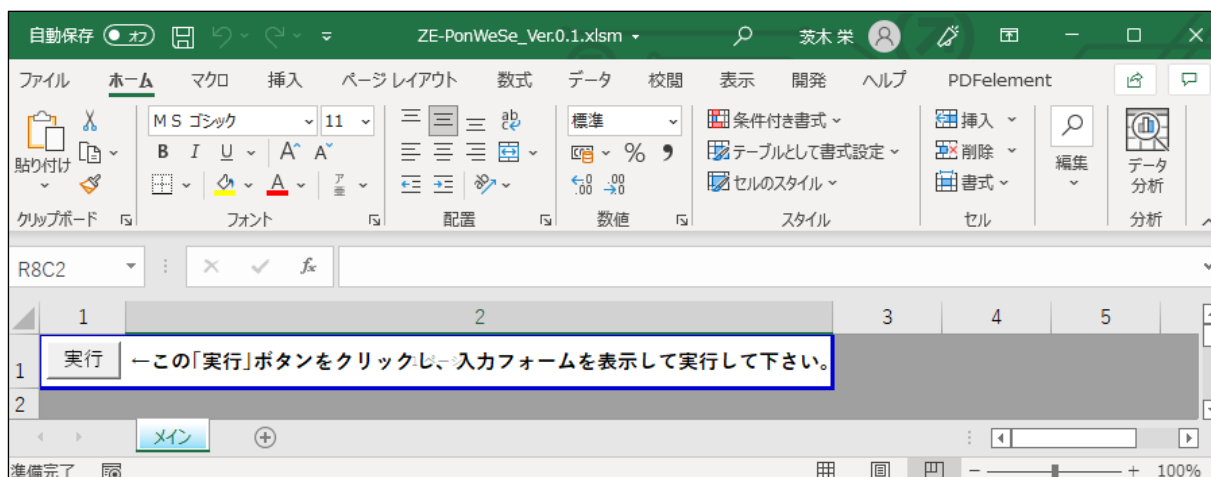 自動保存 オフ ZE-PonWeSe_Ver.0.1.xlsm 茨木 栄
ファイル ホーム マクロ 挿入 ページ レイアウト 数式 データ 校閲 表示 開発 ヘルプ PDFelement
貼り付け
ＭＳ ゴシック 11
B I U A A
ab
標準
% 9
.00 .00
条件付き書式
テーブルとして書式設定
セルのスタイル
挿入
削除
書式
編集
データ
分析
クリップボード フォント 配置 数値 スタイル セル 分析
R8C2 fx
1 2 3 4 5
1 実行 ←この「実行」ボタンをクリックし、入力フォームを表示して実行して下さい。
2
メイン
準備完了 100%